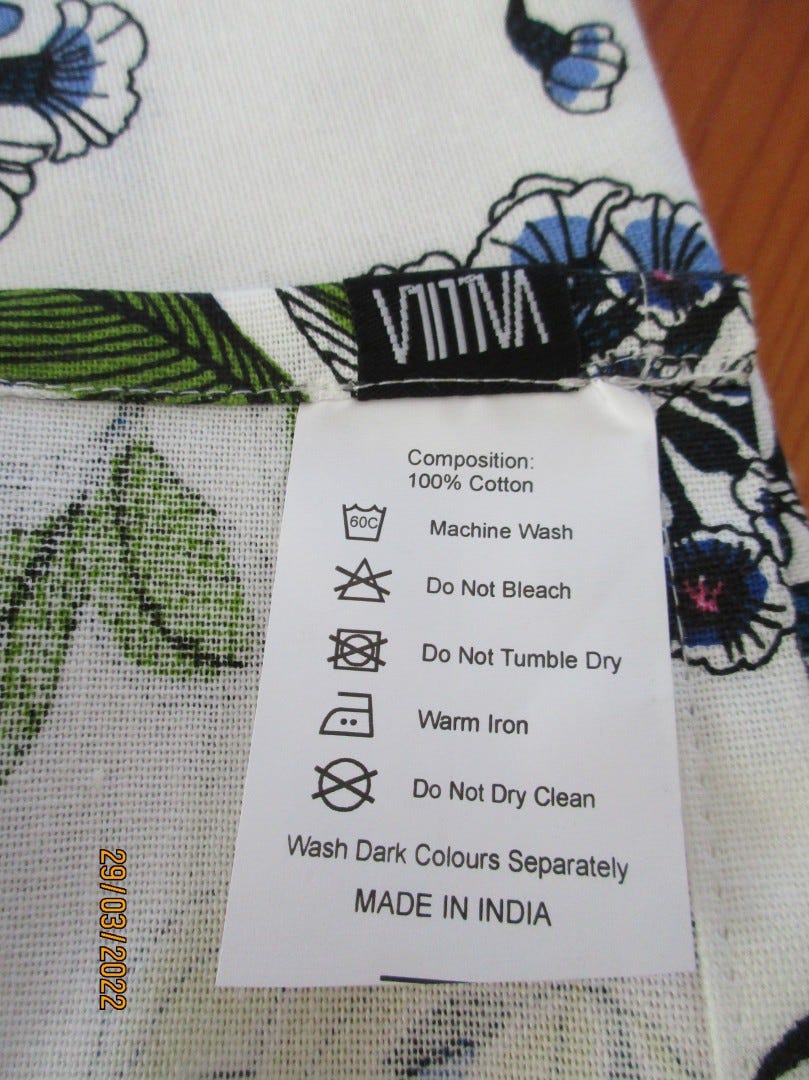 VALLILA
Composition:
100% Cotton
60C Machine Wash
Do Not Bleach
Do Not Tumble Dry
Warm Iron
Do Not Dry Clean
Wash Dark Colours Separately
MADE IN INDIA
29/03/2022